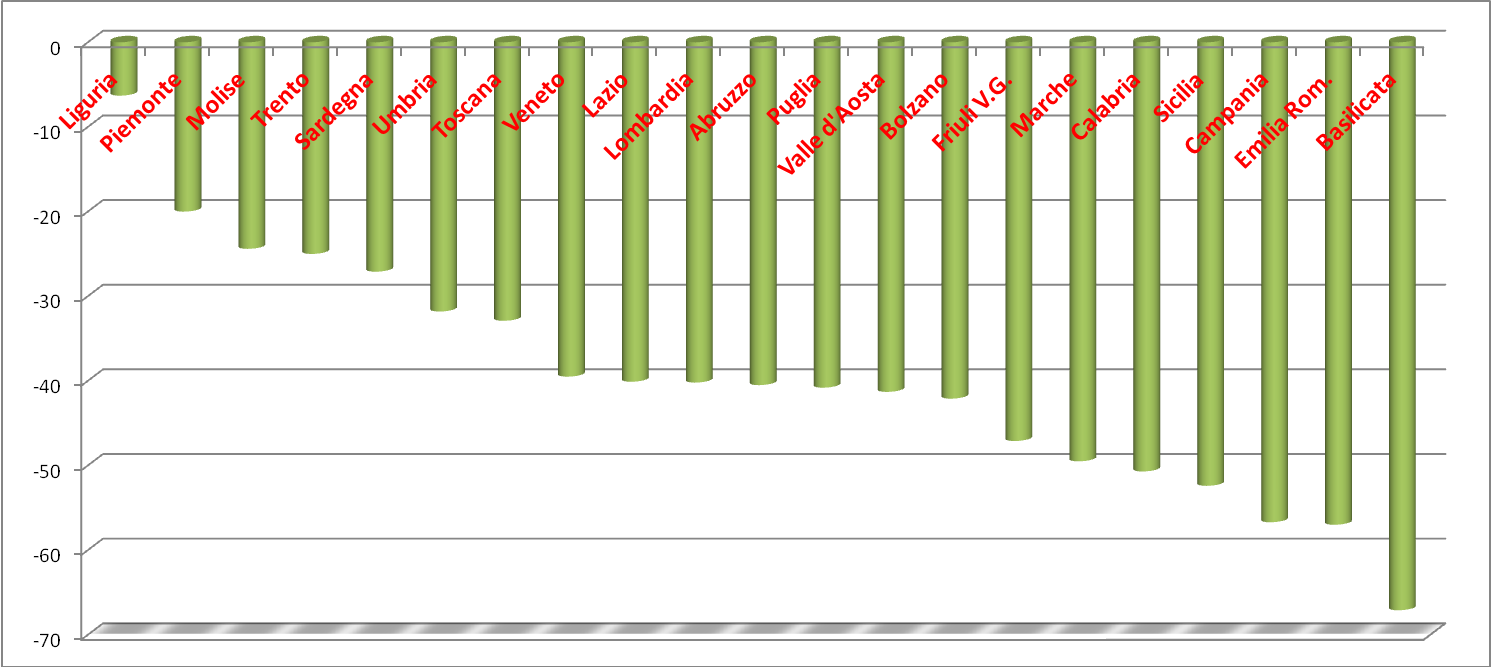 0
-10
-20
-30
-40
-50
-60
-70
Liguria
Piemonte
Molise
Trento
Sardegna
Umbria
Toscana
Veneto
Lazio
Lombardia
Abruzzo
Puglia
Valle d'Aosta
Bolzano
Friuli V.G.
Marche
Calabria
Sicilia
Campania
Emilia Rom.
Basilicata